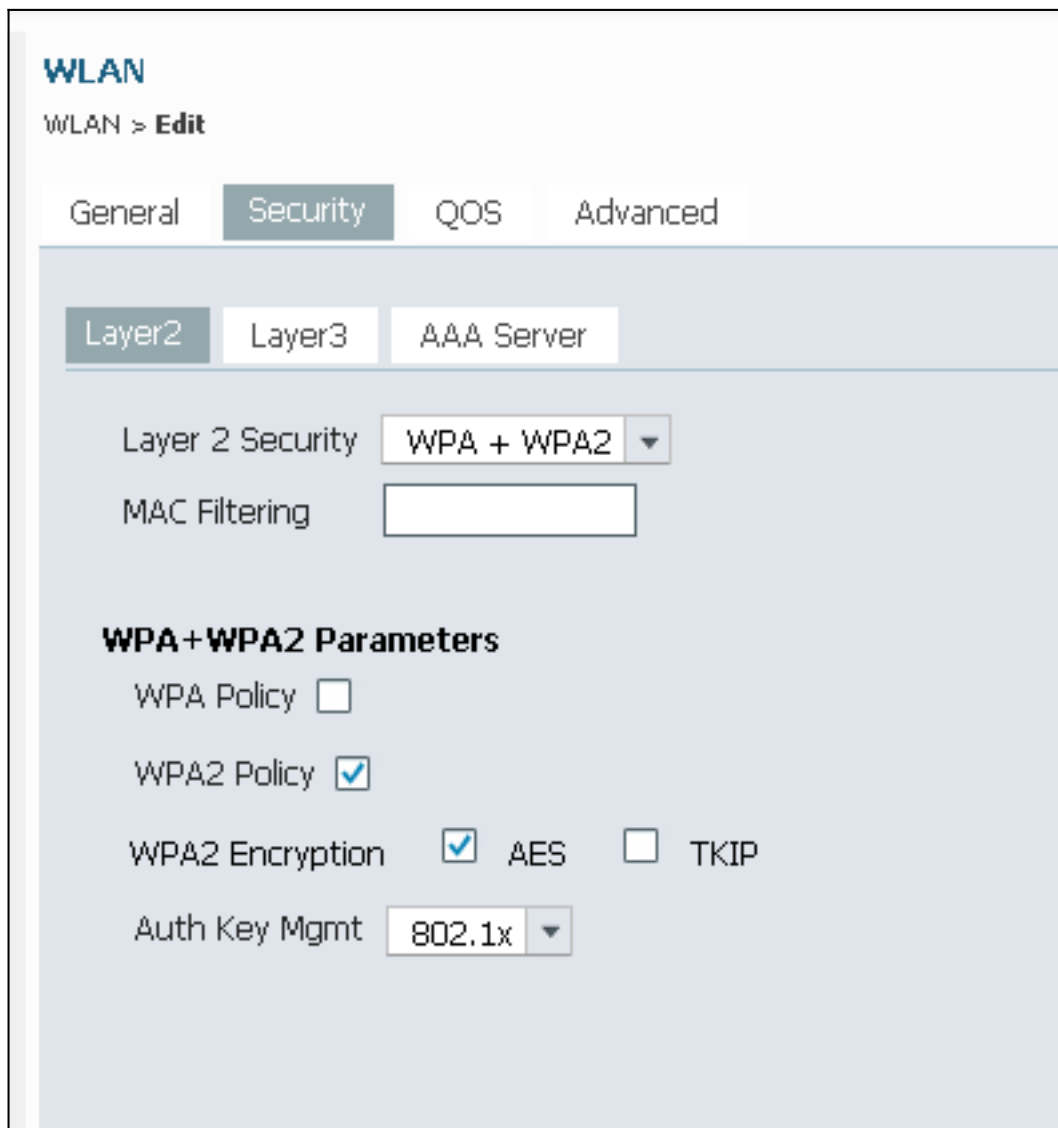 WLAN
WLAN > Edit
General Security QOS Advanced
Layer2 Layer3 AAA Server
Layer 2 Security WPA + WPA2
MAC Filtering
WPA+WPA2 Parameters
WPA Policy
WPA2 Policy
WPA2 Encryption AES TKIP
Auth Key Mgmt 802.1x